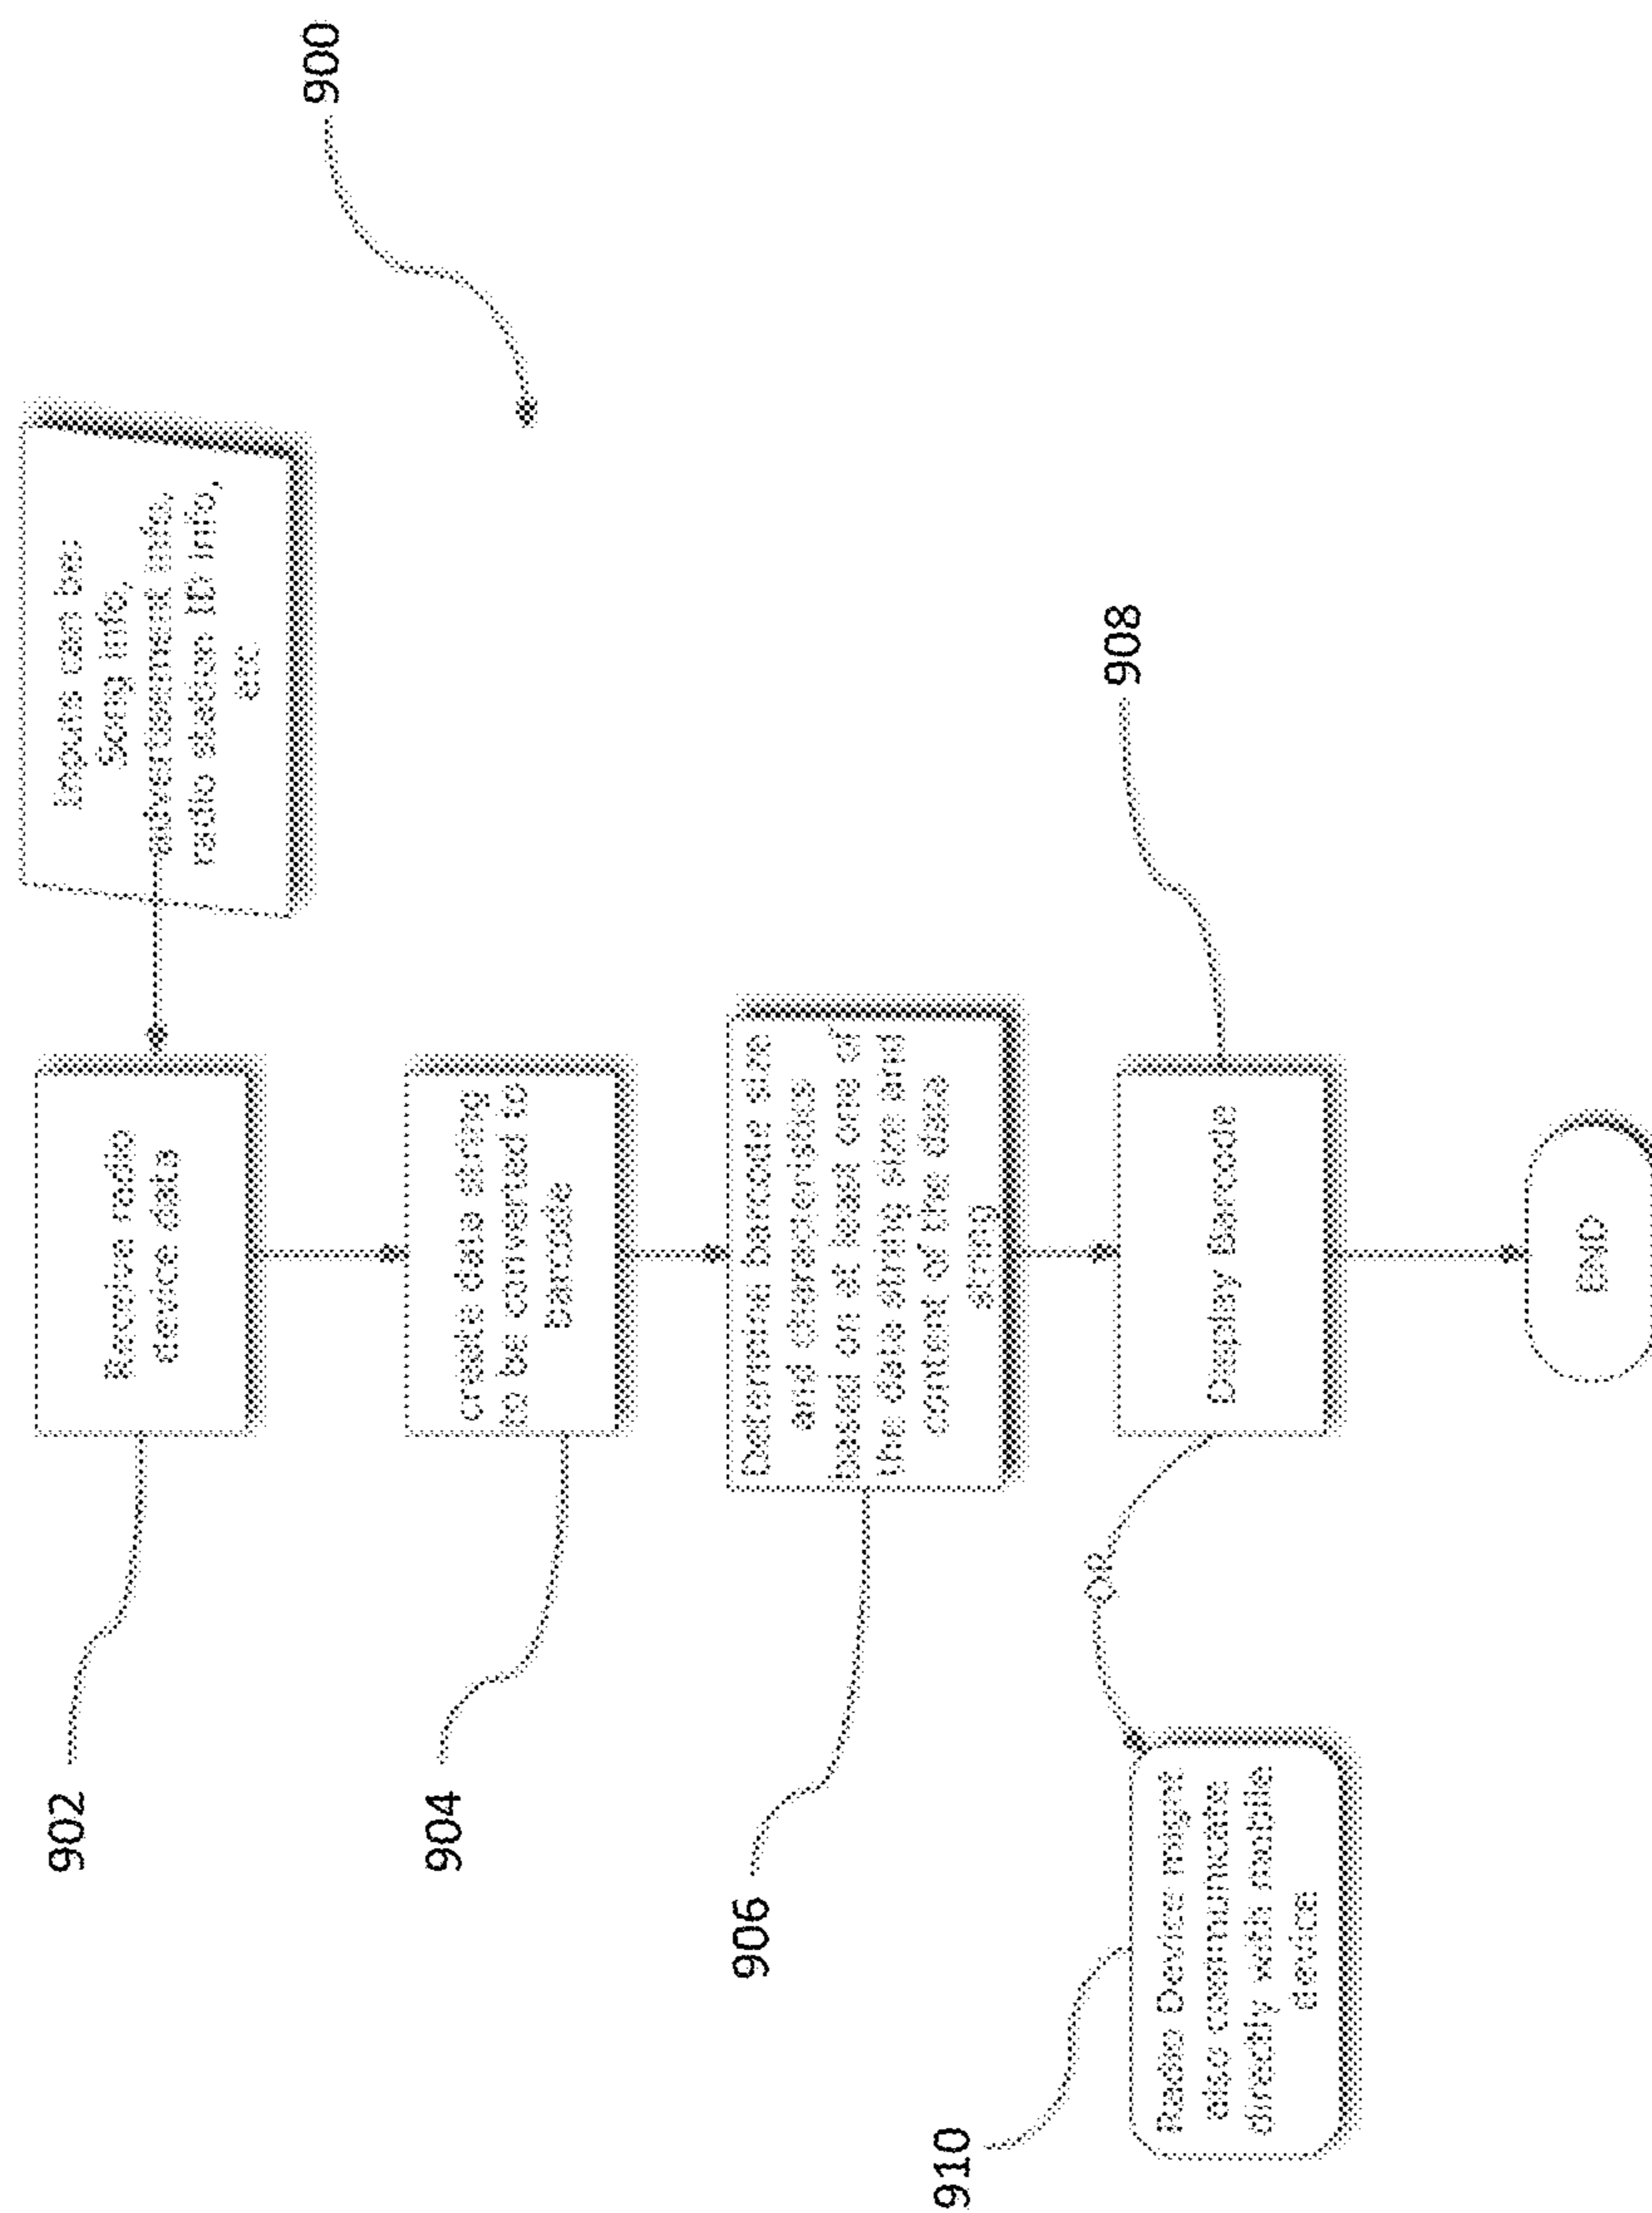 900
Inputs can be:
Song info,
advertisement info,
radio station ID info,
etc
902
Receive radio
device data
904
create data string
to be converted to
barcode
906
Determine barcode size
and characteristics
based on at least one of
the data string size and
content of the data
string
908
Display Barcode
OR
910
Radio Device might
also communicate
directly with mobile
device
END